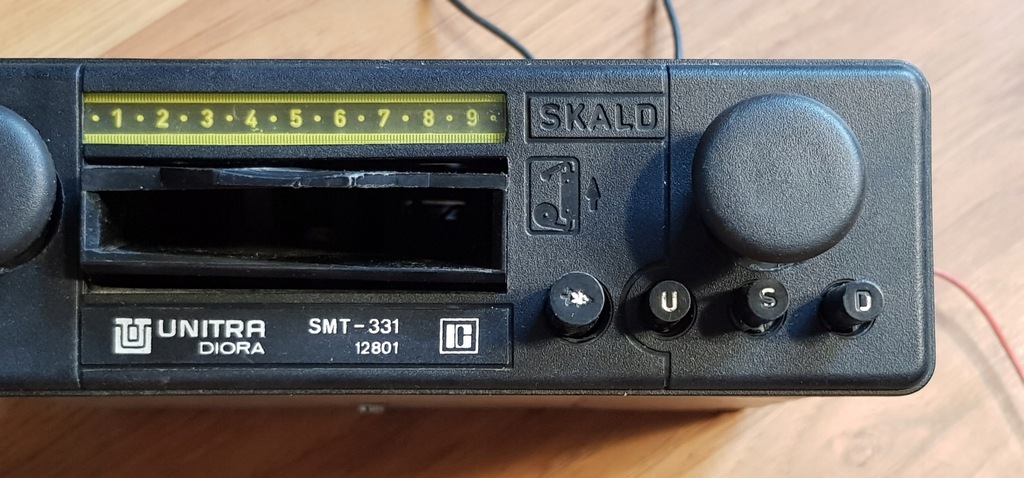 · 1 · 2 · 3 · 4 · 5 · 6 · 7 · 8 · 9 ·
SKALD
U S D
UNITRA
DIORA
SMT-331
12801